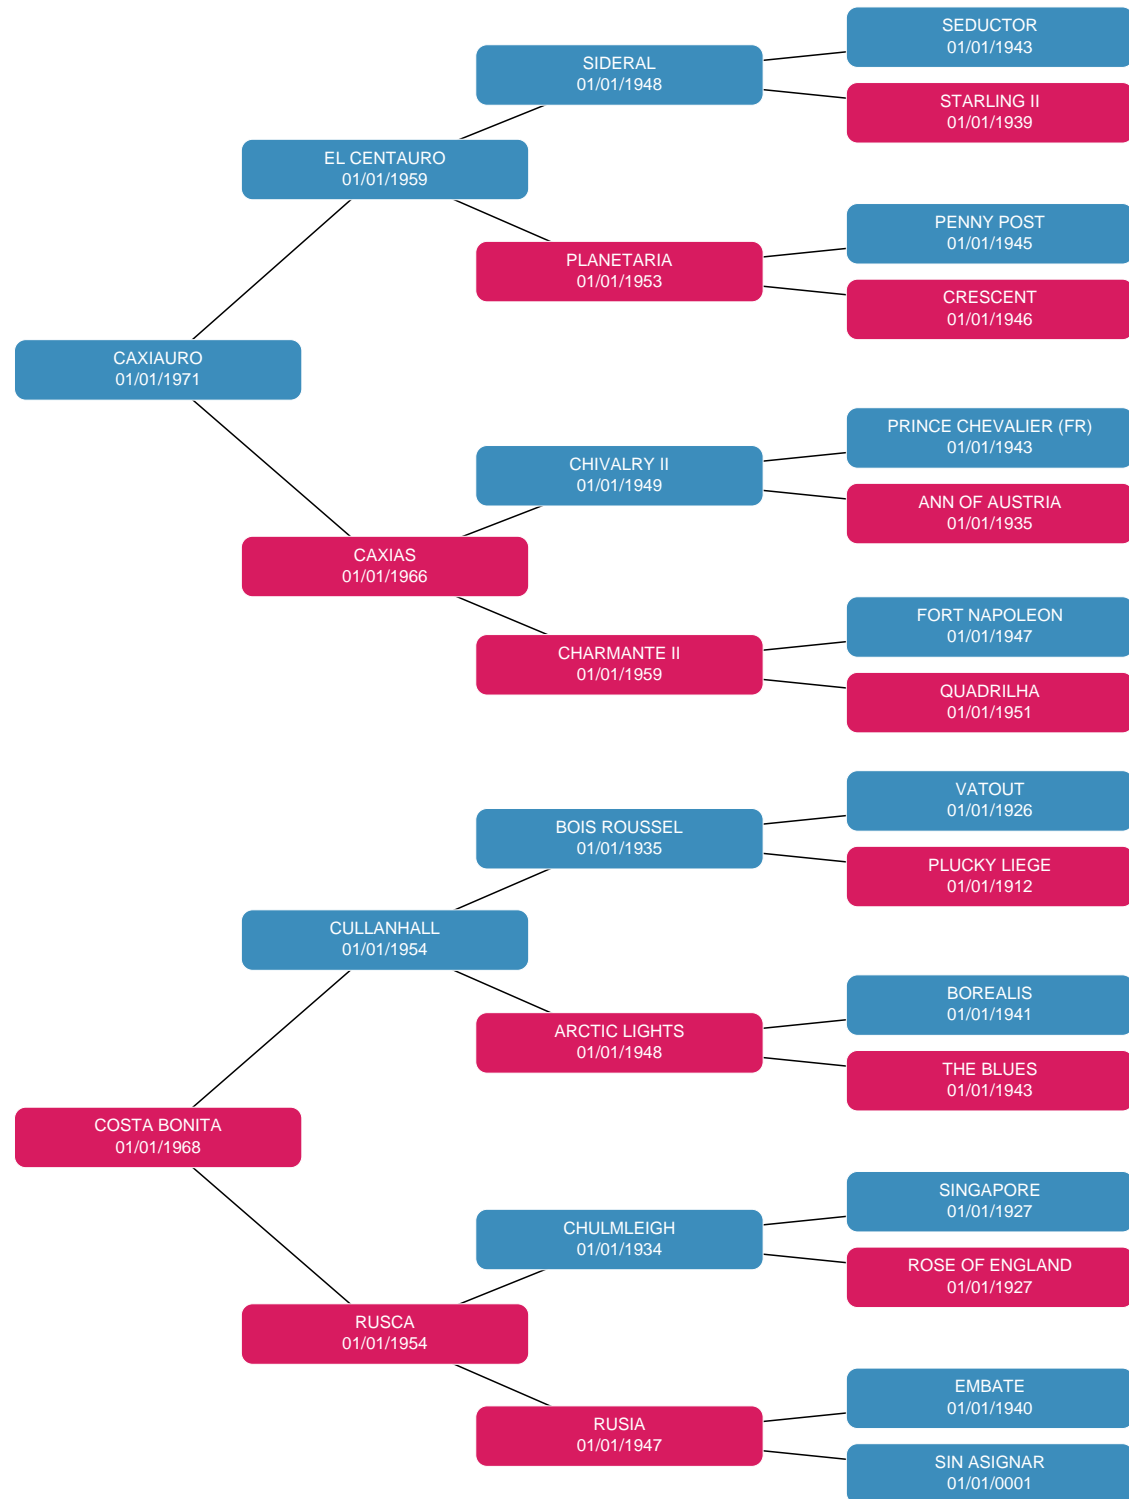 SEDUCTOR
01/01/1943
SIDERAL
01/01/1948
STARLING II
01/01/1939
EL CENTAURO
01/01/1959
PENNY POST
01/01/1945
PLANETARIA
01/01/1953
CRESCENT
01/01/1946
CAXIAURO
01/01/1971
PRINCE CHEVALIER (FR)
01/01/1943
CHIVALRY II
01/01/1949
ANN OF AUSTRIA
01/01/1935
CAXIAS
01/01/1966
FORT NAPOLEON
01/01/1947
CHARMANTE II
01/01/1959
QUADRILHA
01/01/1951
VATOUT
01/01/1926
BOIS ROUSSEL
01/01/1935
PLUCKY LIEGE
01/01/1912
CULLANHALL
01/01/1954
BOREALIS
01/01/1941
ARCTIC LIGHTS
01/01/1948
THE BLUES
01/01/1943
COSTA BONITA
01/01/1968
SINGAPORE
01/01/1927
CHULMLEIGH
01/01/1934
ROSE OF ENGLAND
01/01/1927
RUSCA
01/01/1954
EMBATE
01/01/1940
RUSIA
01/01/1947
SIN ASIGNAR
01/01/0001